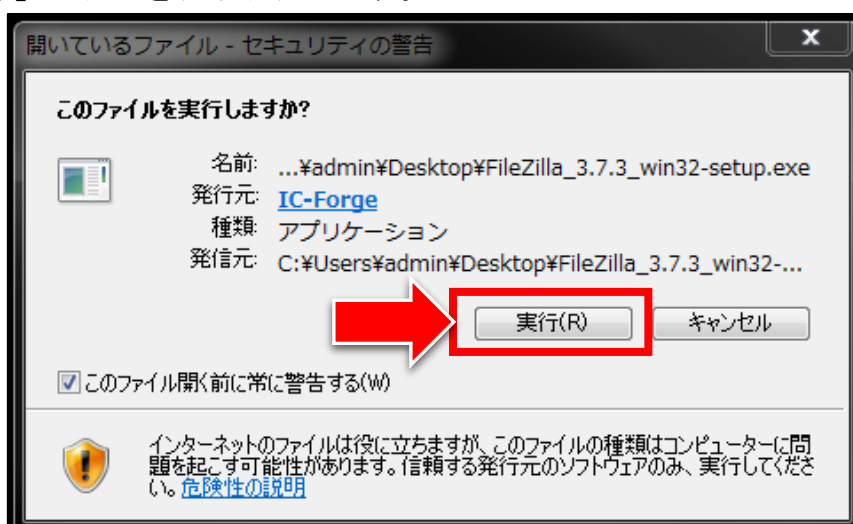 開いているファイル - セキュリティの警告
このファイルを実行しますか?
名前: ...¥admin¥Desktop¥FileZilla_3.7.3_win32-setup.exe
発行元: IC-Forge
種類: アプリケーション
発信元: C:¥Users¥admin¥Desktop¥FileZilla_3.7.3_win32-...
実行(R) キャンセル
このファイル開く前に常に警告する(W)
インターネットのファイルは役に立ちますが、このファイルの種類はコンピューターに問
題を起こす可能性があります。信頼する発行元のソフトウェアのみ、実行してくださ
い。危険性の説明